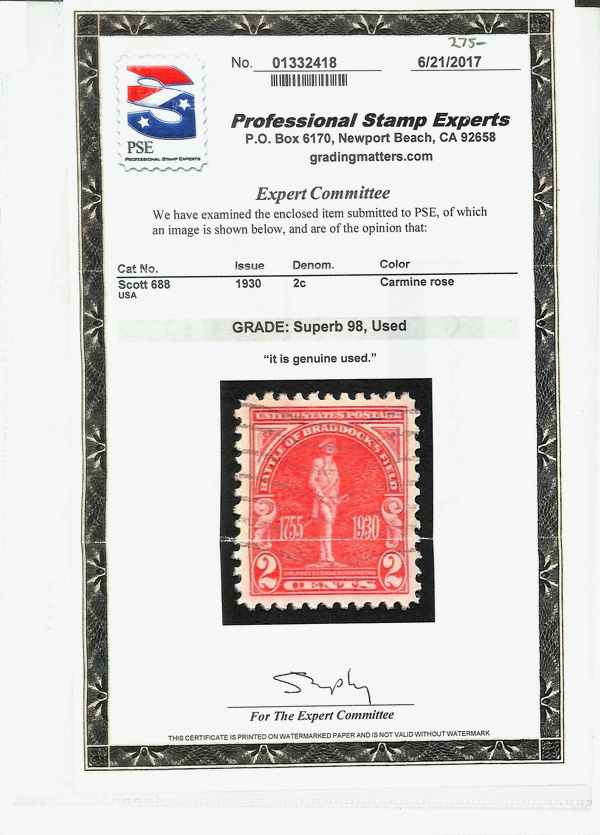 275-
No. 01332418 6/21/2017
PSE
PROFESSIONAL STAMP EXPERTS
Professional Stamp Experts
P.O. Box 6170, Newport Beach, CA 92658
gradingmatters.com
Expert Committee
We have examined the enclosed item submitted to PSE, of which
an image is shown below, and are of the opinion that:
Cat No. Issue Denom. Color
Scott 688 1930 2c Carmine rose
USA
GRADE: Superb 98, Used
“it is genuine used.”
UNITED STATES POSTAGE
BATTLE OF BRADDOCK'S FIELD
1755 1930
COLONEL GEORGE WASHINGTON
2 CENTS 2
For The Expert Committee
THIS CERTIFICATE IS PRINTED ON WATERMARKED PAPER AND IS NOT VALID WITHOUT WATERMARK